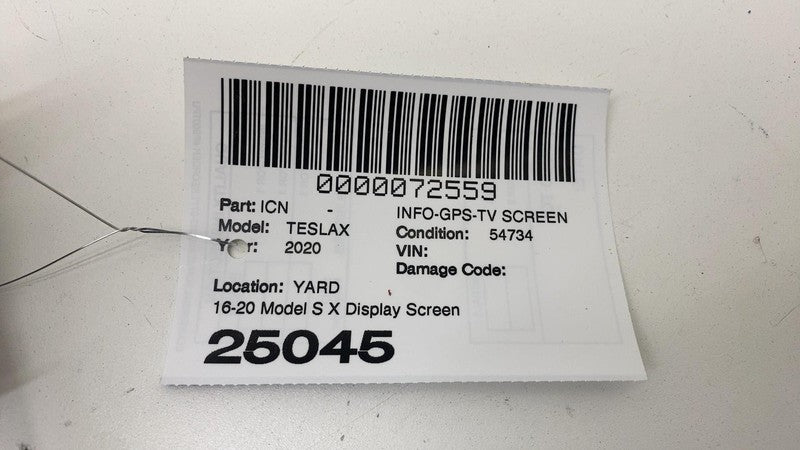 0000072559
Part: ICN - INFO-GPS-TV SCREEN
Model: TESLAX Condition: 54734
Year: 2020 VIN:
Damage Code:
Location: YARD
16-20 Model S X Display Screen
25045